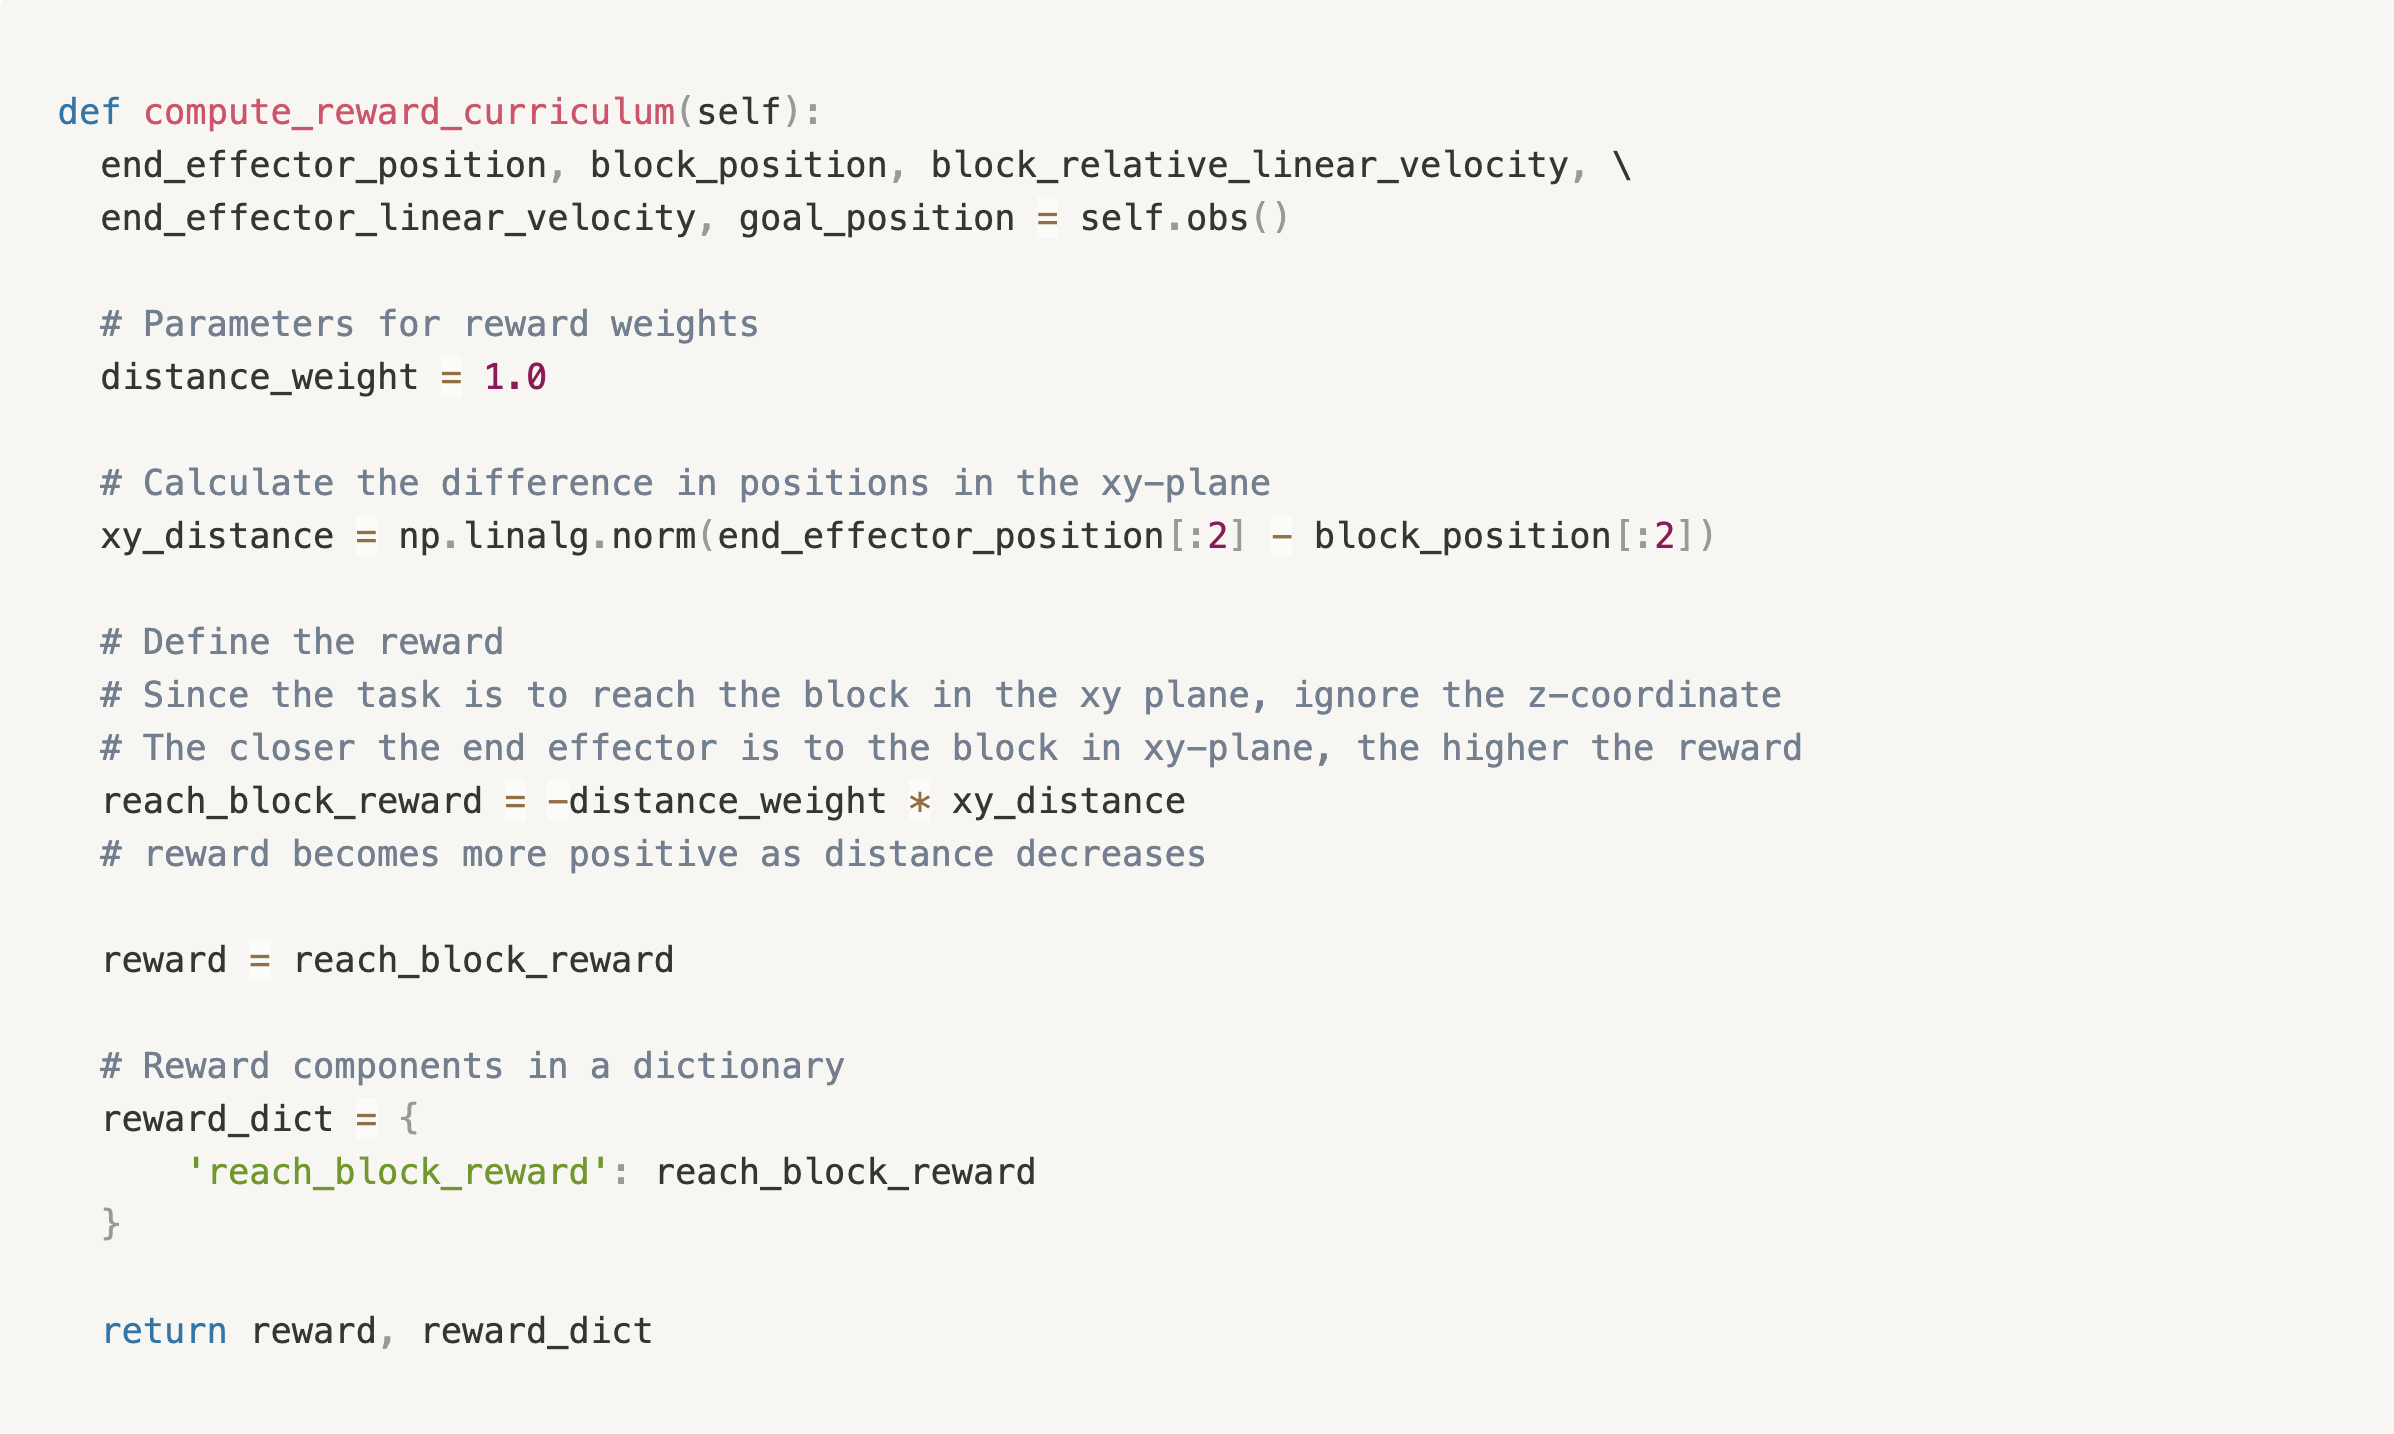 def compute_reward_curriculum(self):
  end_effector_position, block_position, block_relative_linear_velocity, \
  end_effector_linear_velocity, goal_position = self.obs()

  # Parameters for reward weights
  distance_weight = 1.0

  # Calculate the difference in positions in the xy-plane
  xy_distance = np.linalg.norm(end_effector_position[:2] - block_position[:2])

  # Define the reward
  # Since the task is to reach the block in the xy plane, ignore the z-coordinate
  # The closer the end effector is to the block in xy-plane, the higher the reward
  reach_block_reward = -distance_weight * xy_distance
  # reward becomes more positive as distance decreases

  reward = reach_block_reward

  # Reward components in a dictionary
  reward_dict = {
      'reach_block_reward': reach_block_reward
  }

  return reward, reward_dict